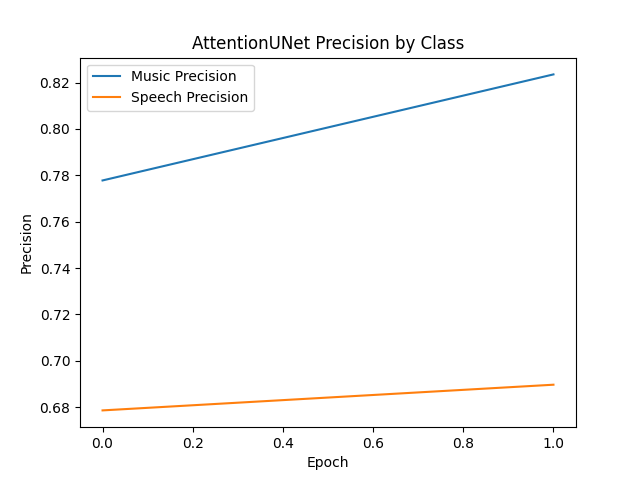 AttentionUNet Precision by Class
Music Precision
Speech Precision
0.82
0.80
0.78
0.76
0.74
0.72
0.70
0.68
Precision
0.0 0.2 0.4 0.6 0.8 1.0
Epoch